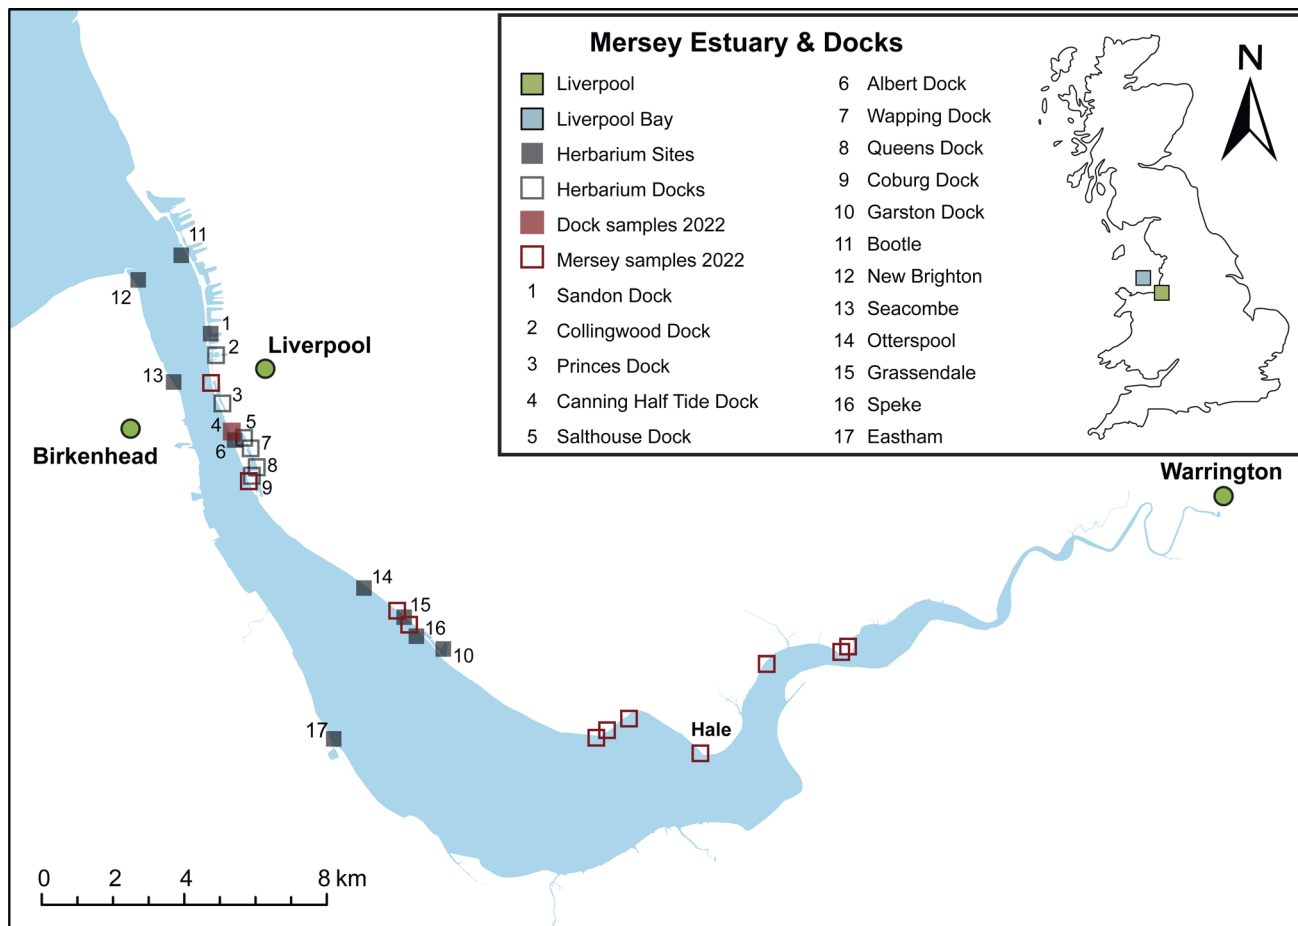 Mersey Estuary & Docks
Liverpool
Liverpool Bay
Herbarium Sites
Herbarium Docks
Dock samples 2022
Mersey samples 2022
1 Sandon Dock
2 Collingwood Dock
3 Princes Dock
4 Canning Half Tide Dock
5 Salthouse Dock
6 Albert Dock
7 Wapping Dock
8 Queens Dock
9 Coburg Dock
10 Garston Dock
11 Bootle
12 New Brighton
13 Seacombe
14 Otterspool
15 Grassendale
16 Speke
17 Eastham
N
11
12
1
2
Liverpool
13
3
4
5
Birkenhead
6
7
8
9
Warrington
14
15
16
10
17
Hale
0 2 4 8 km